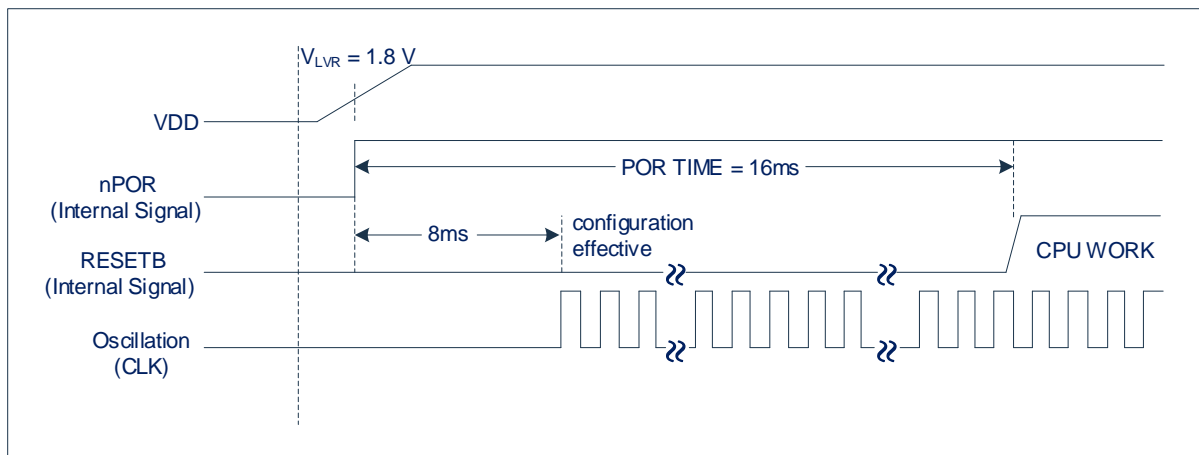 VLVR = 1.8 V
VDD
POR TIME = 16ms
nPOR
(Internal Signal)
8ms
configuration
effective
RESETB
(Internal Signal)
CPU WORK
Oscillation
(CLK)